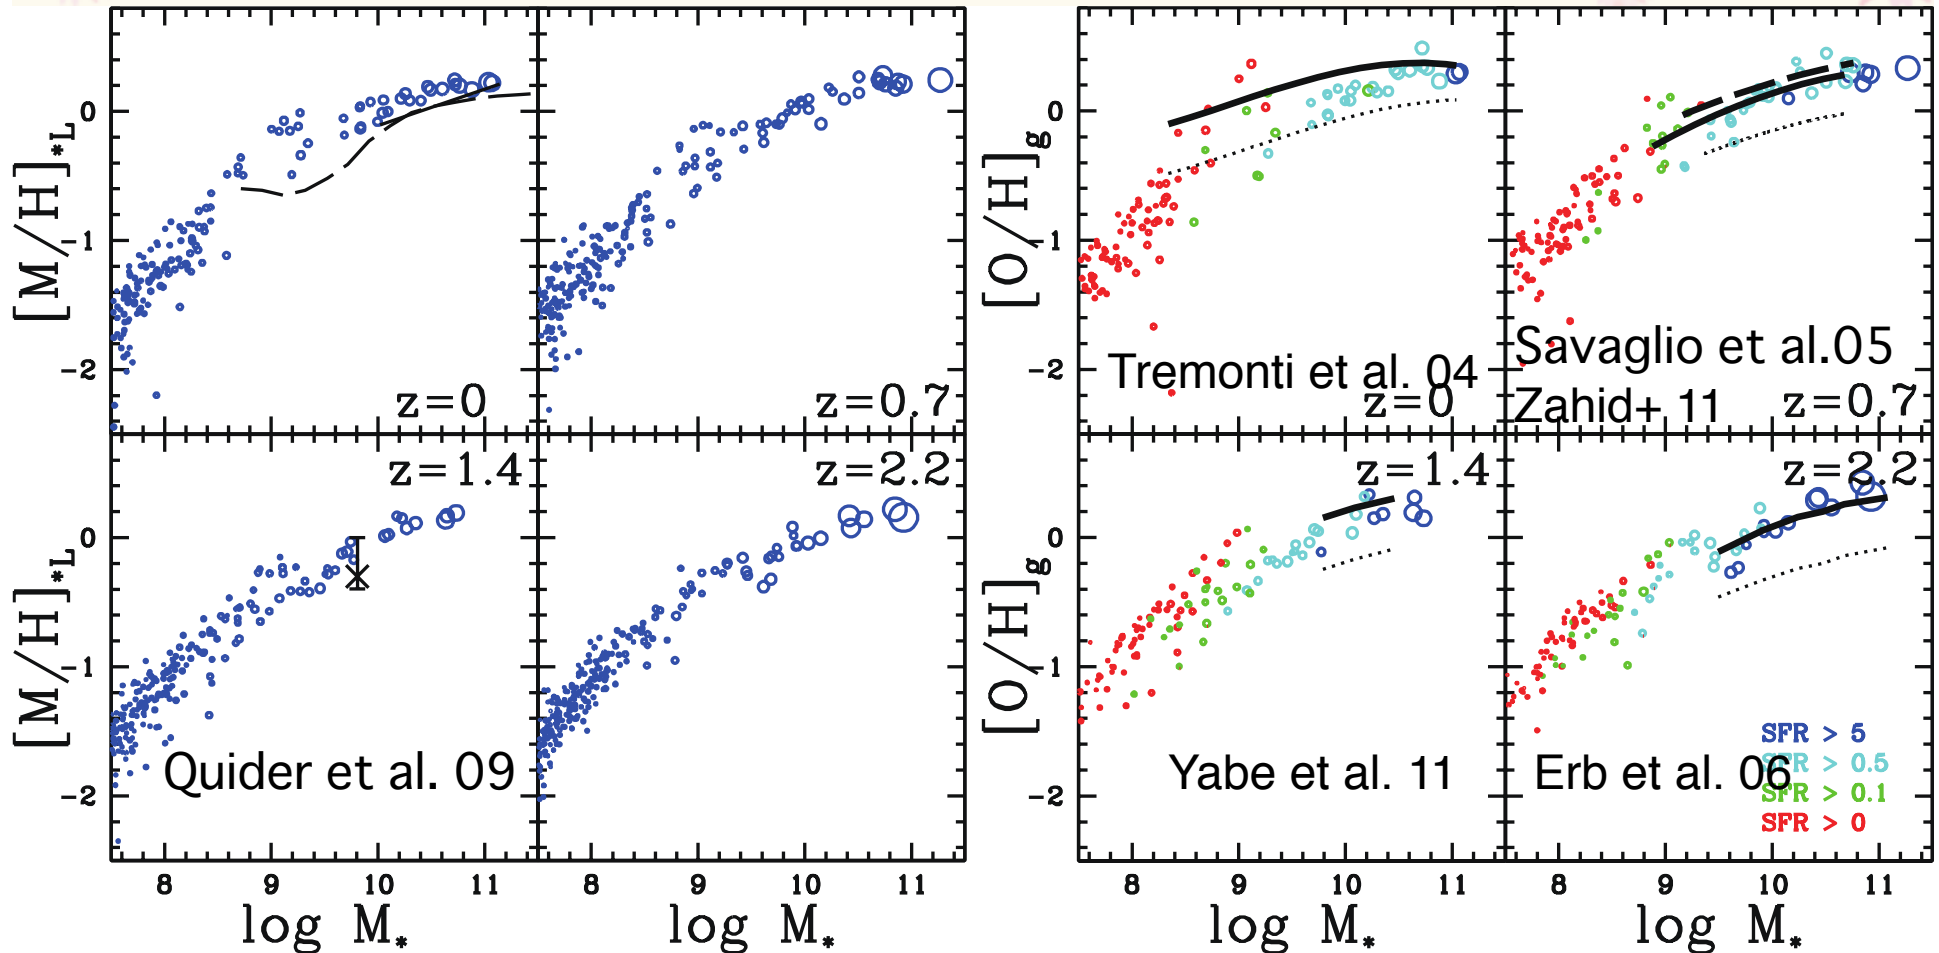 [M/H]*L
0
-1
-2
z=0
z=0.7
[O/H]g
0
-1
-2
Tremonti et al. 04
z=0
Savaglio et al.05
Zahid+ 11
z=0.7
[M/H]*L
0
-1
-2
z=1.4
Quider et al. 09
z=2.2
8 9 10 11
log M*
8 9 10 11
log M*
[O/H]g
0
-1
-2
z=1.4
Yabe et al. 11
z=2.2
Erb et al. 06
SFR > 5
SFR > 0.5
SFR > 0.1
SFR > 0
8 9 10 11
log M*
8 9 10 11
log M*